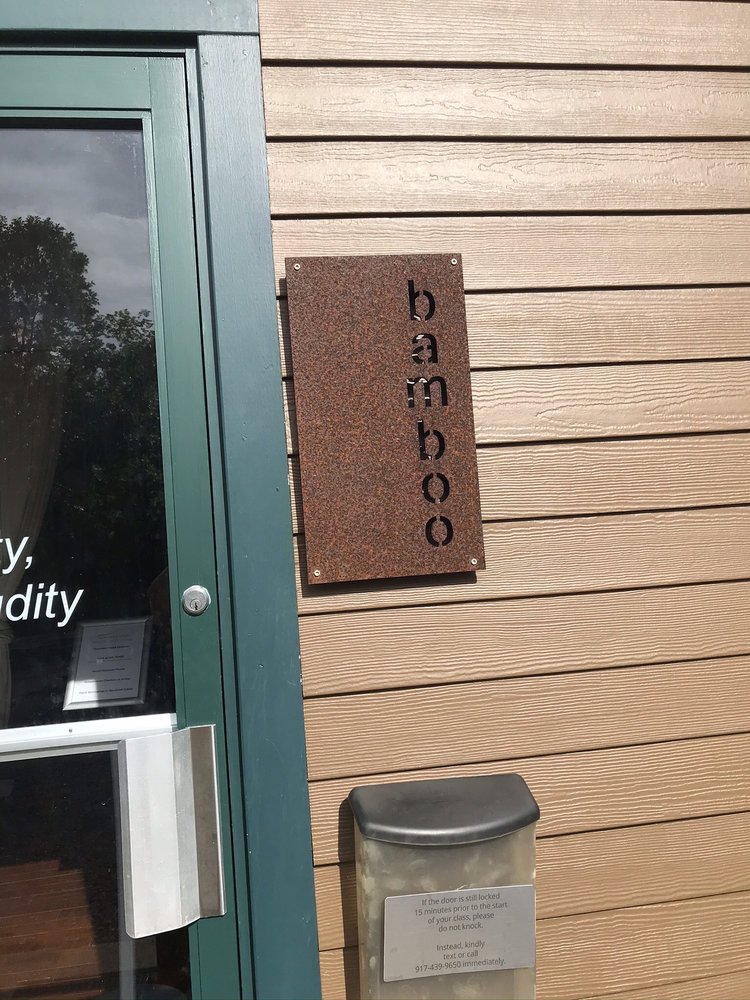 bamboo
y,
dity
If the door is still locked
15 minutes prior to the start
of your class, please
do not knock.
Instead, kindly
text or call
917-439-9650 immediately.